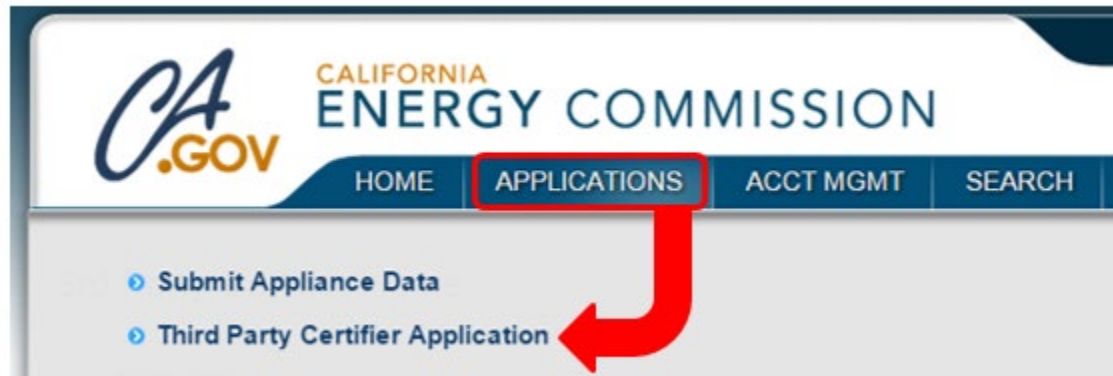 CA
.GOV
CALIFORNIA
ENERGY COMMISSION
HOME APPLICATIONS ACCT MGMT SEARCH
Submit Appliance Data
Third Party Certifier Application